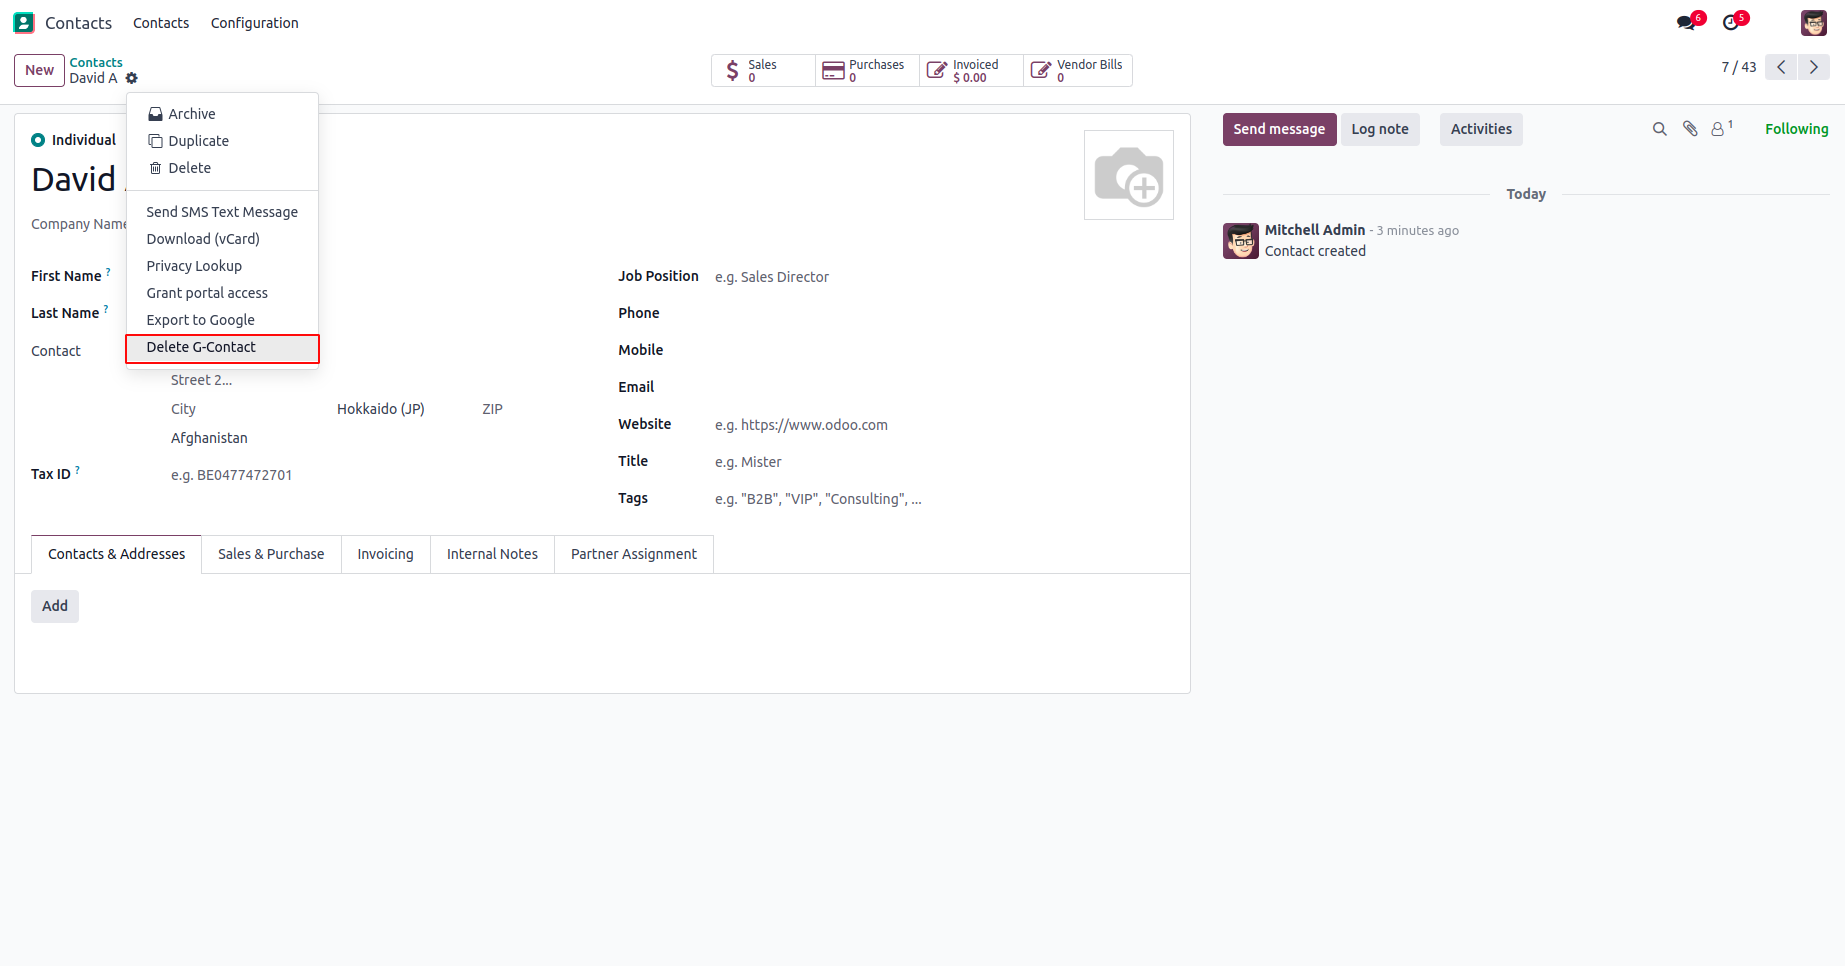 Contacts Contacts Configuration 6 5
New Contacts
David A
Sales 0
Purchases 0
Invoiced $ 0.00
Vendor Bills 0
7 / 43
Archive
Duplicate
Delete
Send SMS Text Message
Download (vCard)
Privacy Lookup
Grant portal access
Export to Google
Delete G-Contact
Individual
David
Company Name
First Name ?
Last Name ?
Contact
Street 2...
City Hokkaido (JP) ZIP
Afghanistan
Tax ID ? e.g. BE0477472701
Job Position e.g. Sales Director
Phone
Mobile
Email
Website e.g. https://www.odoo.com
Title e.g. Mister
Tags e.g. "B2B", "VIP", "Consulting", ...
Contacts & Addresses Sales & Purchase Invoicing Internal Notes Partner Assignment
Add
Send message Log note Activities 1 Following
Today
Mitchell Admin - 3 minutes ago
Contact created